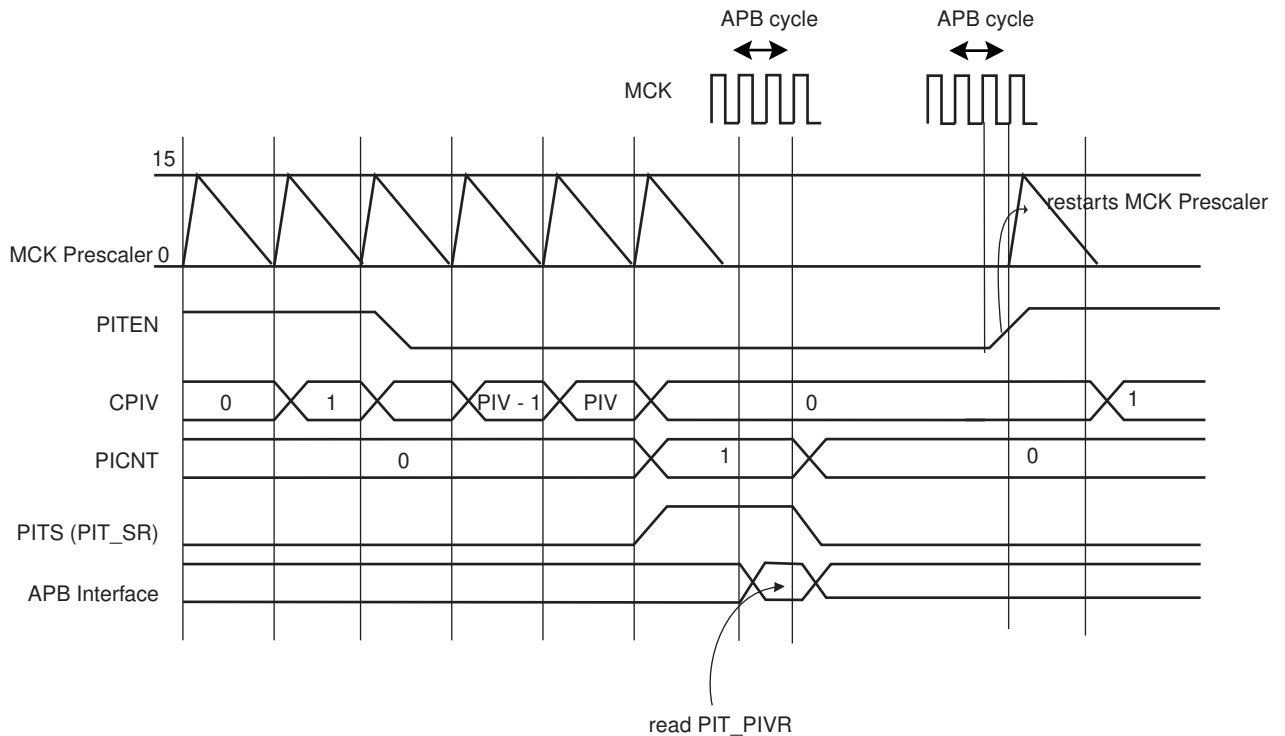 APB cycle
APB cycle
MCK
15
restarts MCK Prescaler
MCK Prescaler 0
PITEN
CPIV
0
1
PIV - 1
PIV
0
1
PICNT
0
1
0
PITS (PIT_SR)
APB Interface
read PIT_PIVR